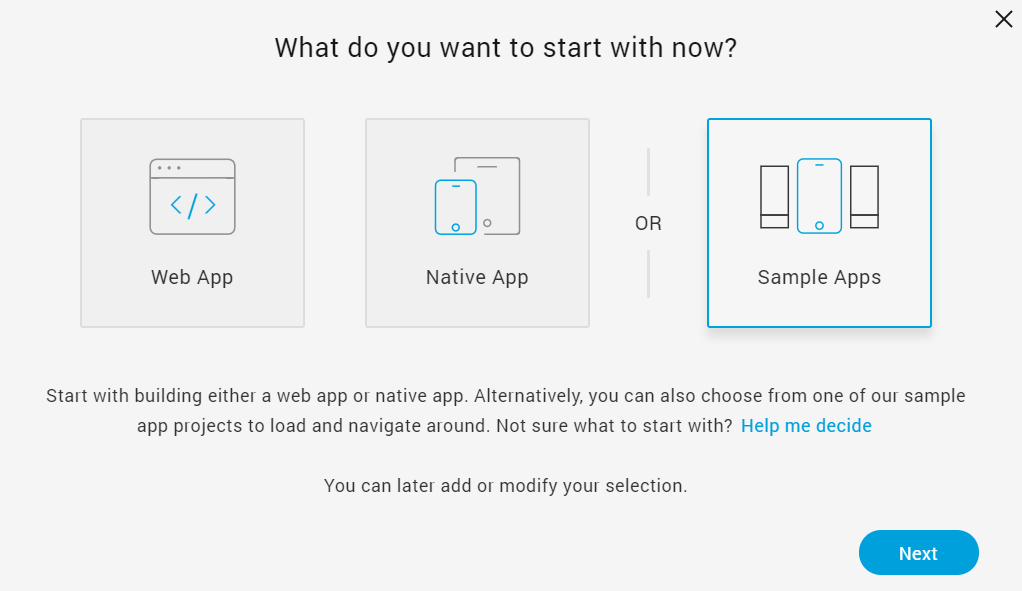 What do you want to start with now?
Web App
Native App
OR
Sample Apps
Start with building either a web app or native app. Alternatively, you can also choose from one of our sample
app projects to load and navigate around. Not sure what to start with? Help me decide
You can later add or modify your selection.
Next